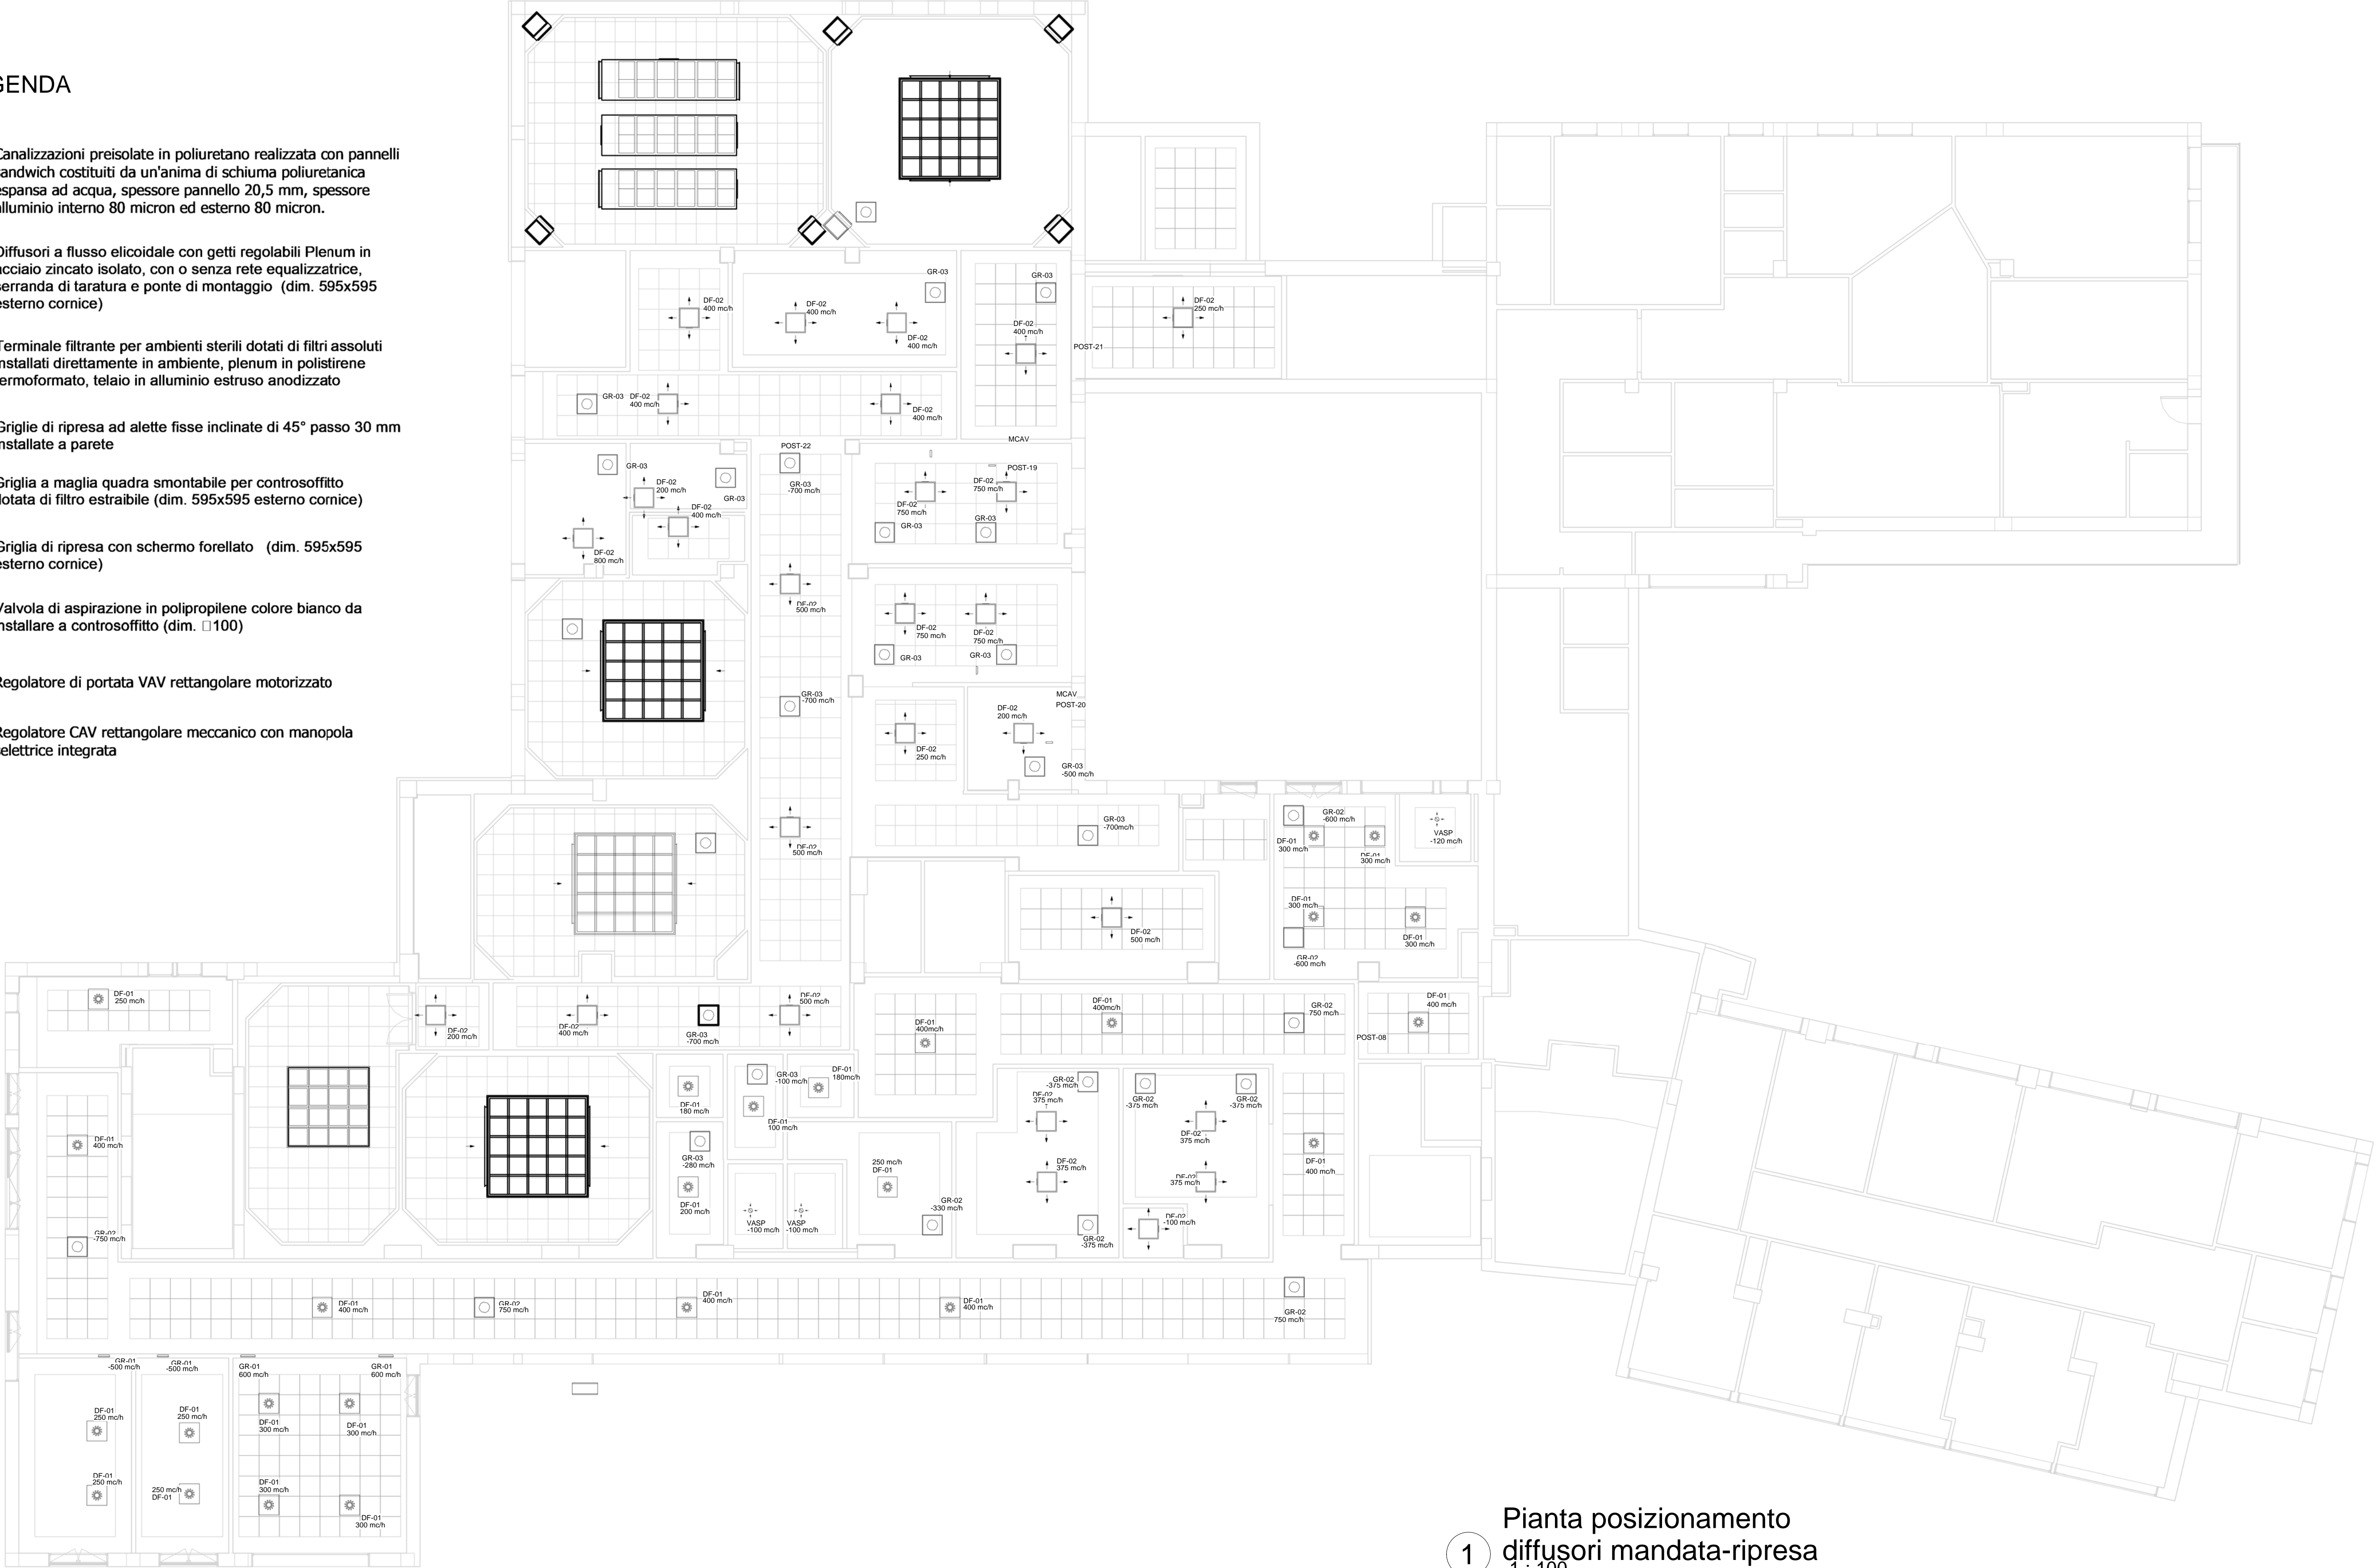 GENDA
Canalizzazioni preisolate in poliuretano realizzata con pannelli
sandwich costituiti da un'anima di schiuma poliuretanica
espansa ad acqua, spessore pannello 20,5 mm, spessore
alluminio interno 80 micron ed esterno 80 micron.
Diffusori a flusso elicoidale con getti regolabili Plenum in
acciaio zincato isolato, con o senza rete equalizzatrice,
serranda di taratura e ponte di montaggio (dim. 595x595
esterno cornice)
Terminale filtrante per ambienti sterili dotati di filtri assoluti
installati direttamente in ambiente, plenum in polistirene
termoformato, telaio in alluminio estruso anodizzato
Griglie di ripresa ad alette fisse inclinate di 45° passo 30 mm
installate a parete
Griglia a maglia quadra smontabile per controsoffitto
dotata di filtro estraibile (dim. 595x595 esterno cornice)
Griglia di ripresa con schermo forellato (dim. 595x595
esterno cornice)
Valvola di aspirazione in polipropilene colore bianco da
installare a controsoffitto (dim. □100)
Regolatore di portata VAV rettangolare motorizzato
Regolatore CAV rettangolare meccanico con manopola
selettrice integrata
GR-03
GR-03
DF-02
400 mc/h
DF-02
400 mc/h
DF-02
400 mc/h
DF-02
400 mc/h
DF-02
250 mc/h
POST-21
GR-03
DF-02
400 mc/h
DF-02
400 mc/h
MCAV
POST-22
GR-03
-700 mc/h
GR-03
DF-02
200 mc/h
GR-03
DF-02
400 mc/h
DF-02
800 mc/h
POST-19
DF-02
750 mc/h
DF-02
750 mc/h
GR-03
GR-03
DF-02
500 mc/h
DF-02
750 mc/h
DF-02
750 mc/h
GR-03
GR-03
GR-03
-700 mc/h
MCAV
POST-20
DF-02
200 mc/h
DF-02
250 mc/h
GR-03
-500 mc/h
DF-02
500 mc/h
GR-03
-700mc/h
GR-02
-600 mc/h
DF-01
300 mc/h
DF-01
300 mc/h
VASP
-120 mc/h
DF-01
300 mc/h
DF-01
300 mc/h
GR-02
-600 mc/h
DF-02
500 mc/h
DF-01
250 mc/h
DF-02
200 mc/h
DF-02
400 mc/h
GR-03
-700 mc/h
DF-02
500 mc/h
DF-01
400mc/h
DF-01
400mc/h
GR-02
750 mc/h
DF-01
400 mc/h
POST-08
DF-01
180 mc/h
GR-03
-100 mc/h
DF-01
180mc/h
DF-01
100 mc/h
GR-02
-375 mc/h
DF-02
375 mc/h
GR-02
-375 mc/h
GR-02
-375 mc/h
DF-02
375 mc/h
DF-01
400 mc/h
GR-03
-280 mc/h
250 mc/h
DF-01
DF-02
375 mc/h
DF-02
375 mc/h
DF-01
400 mc/h
DF-01
200 mc/h
VASP
-100 mc/h
VASP
-100 mc/h
GR-02
-330 mc/h
GR-02
-375 mc/h
DF-02
-100 mc/h
GR-02
-750 mc/h
DF-01
400 mc/h
GR-02
750 mc/h
DF-01
400 mc/h
DF-01
400 mc/h
GR-02
750 mc/h
GR-01
-500 mc/h
GR-01
-500 mc/h
GR-01
600 mc/h
GR-01
600 mc/h
DF-01
250 mc/h
DF-01
250 mc/h
DF-01
300 mc/h
DF-01
300 mc/h
DF-01
250 mc/h
250 mc/h
DF-01
DF-01
300 mc/h
DF-01
300 mc/h
1
Pianta posizionamento
diffusori mandata-ripresa
1 : 100